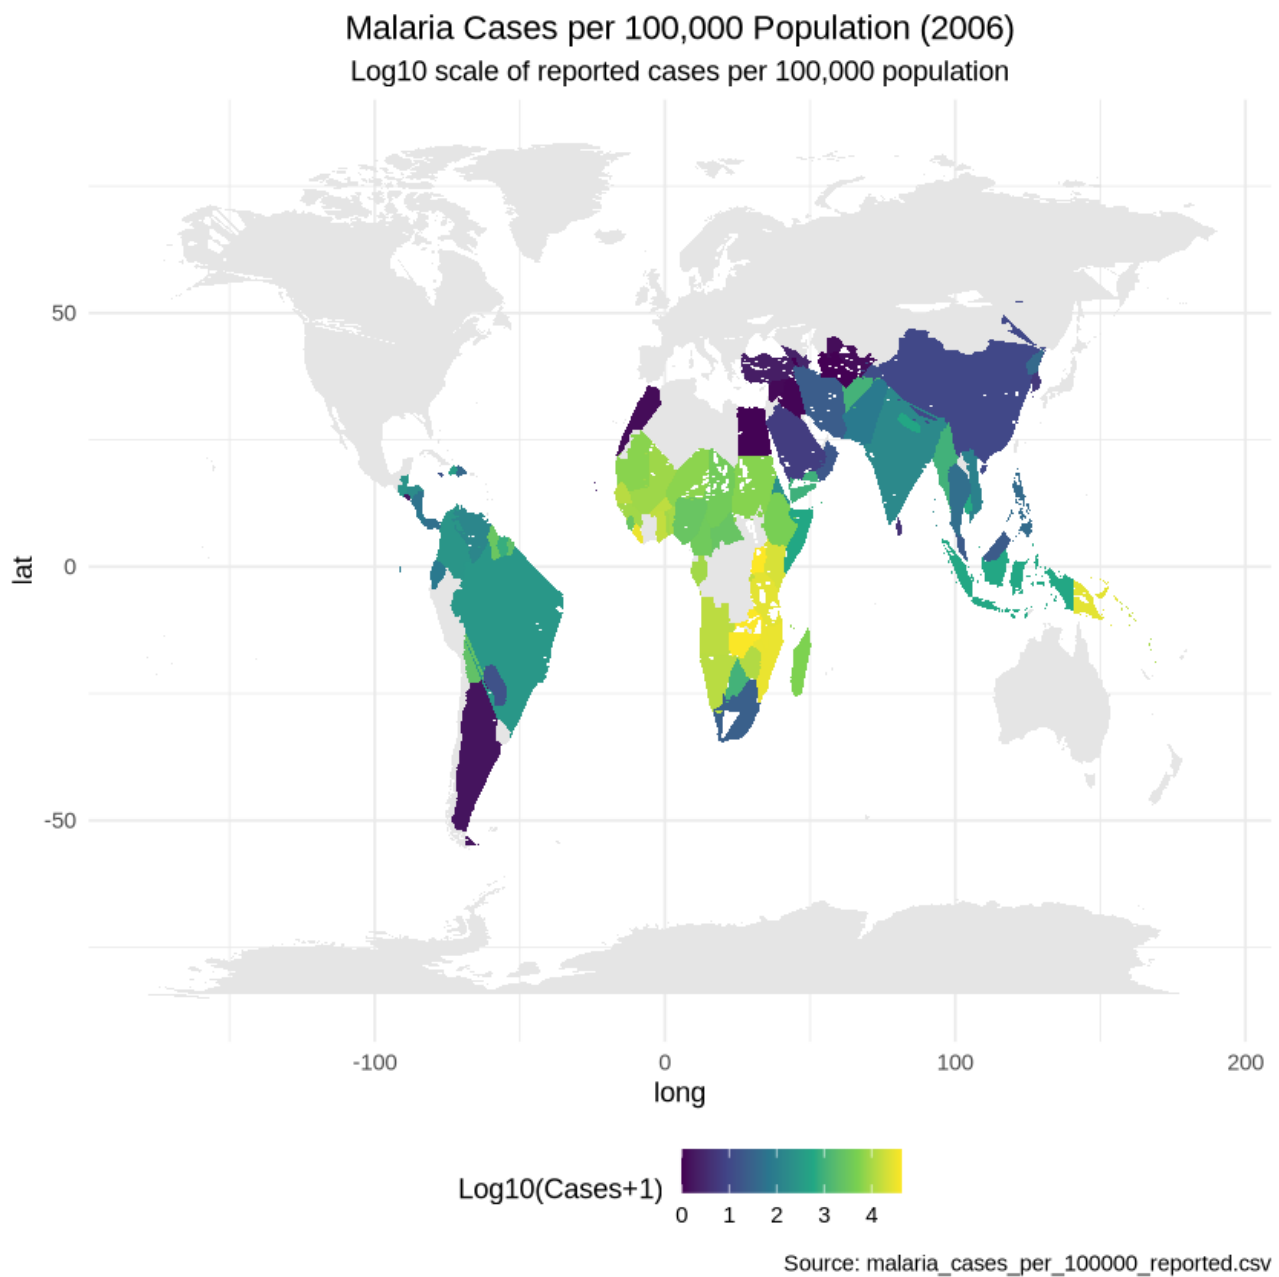 Malaria Cases per 100,000 Population (2006)
Log10 scale of reported cases per 100,000 population
50
0
-50
lat
-100 0 100 200
long
Log10(Cases+1)
0 1 2 3 4
Source: malaria_cases_per_100000_reported.csv